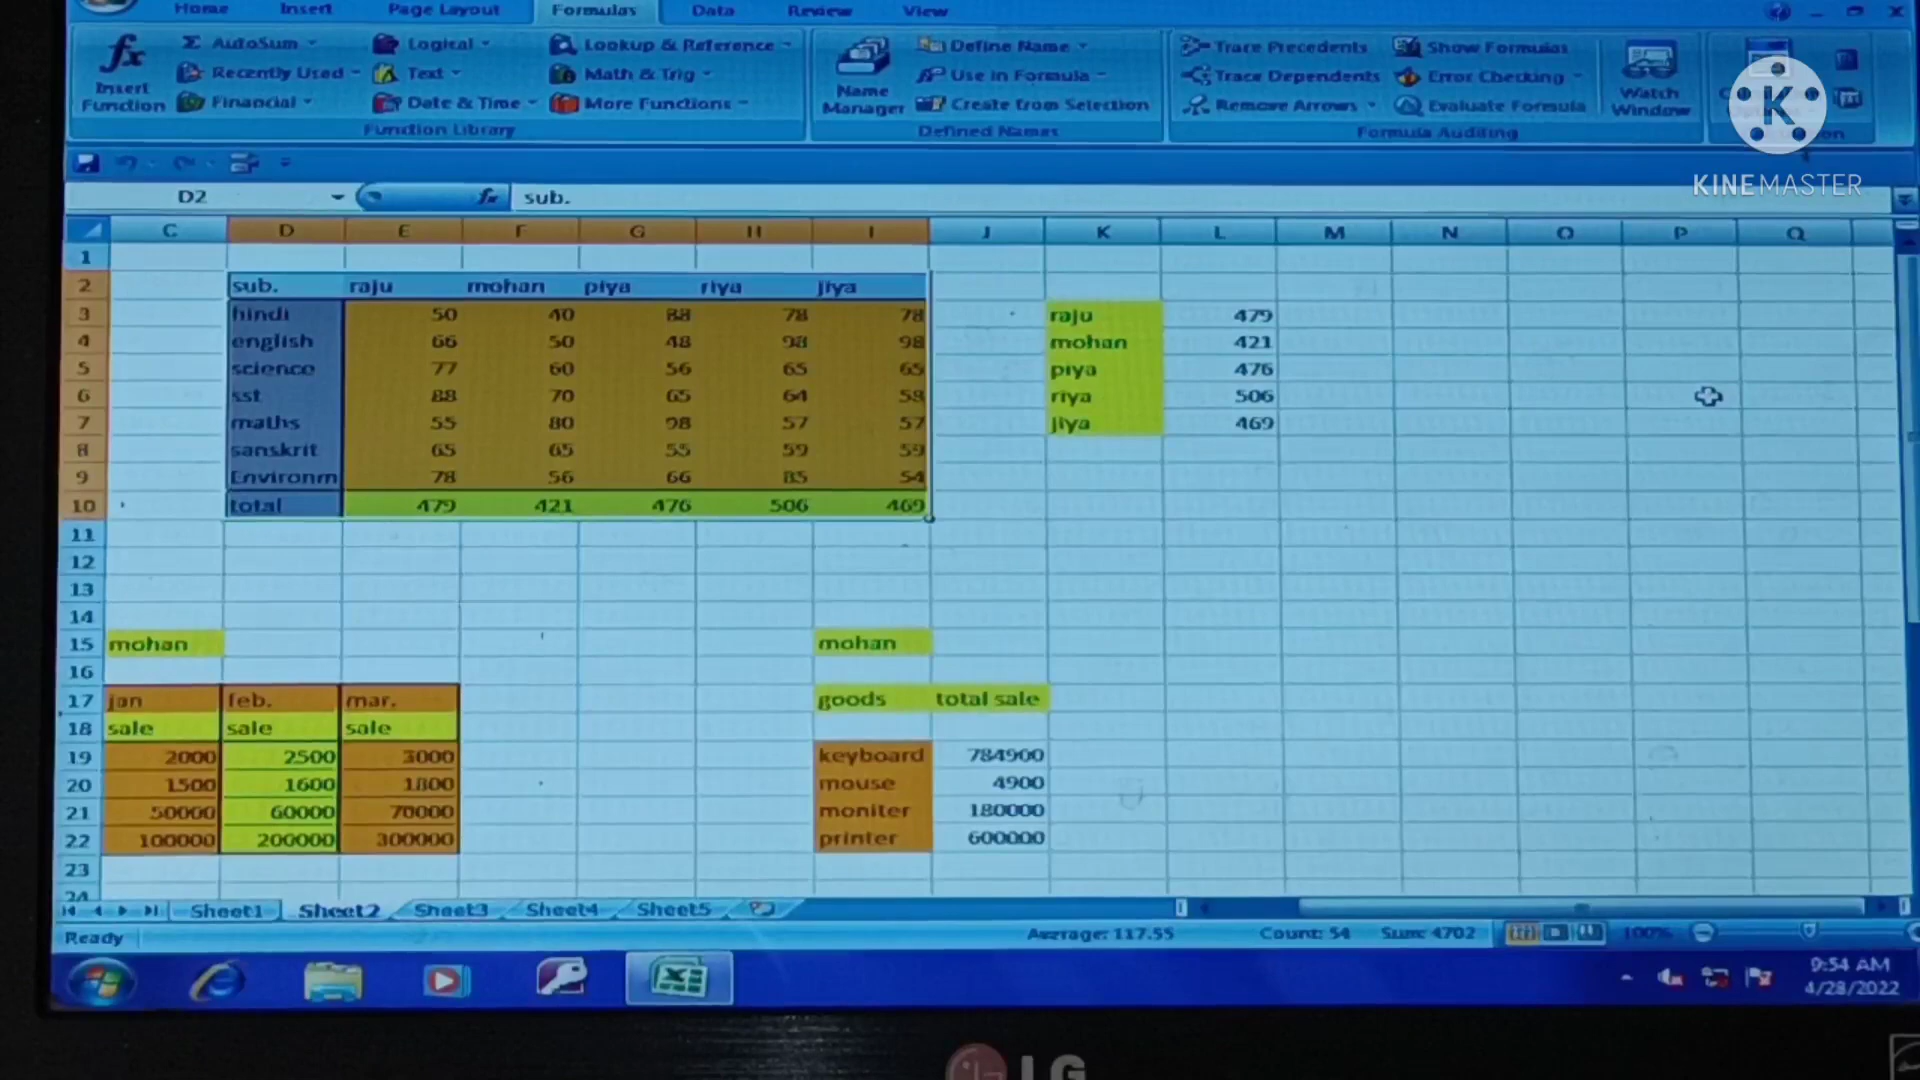 Home Insert Page Layout Formulas Data Review View
AutoSum Logical Lookup & Reference Define Name Trace Precedents Show Formulas
Recently Used Text Math & Trig Use in Formula Trace Dependents Error Checking
Insert Function Financial Date & Time More Functions Name Manager Create from Selection Remove Arrows Evaluate Formula Watch Window
Function Library Defined Names Formula Auditing
K
KINEMASTER
D2 fx sub.
C D E F G H I J K L M N O P Q
1
2 sub. raju mohan piya riya jiya
3 hindi 50 40 88 78 78 raju 479
4 english 66 50 48 98 98 mohan 421
5 science 77 60 56 65 65 piya 476
6 sst 88 70 65 64 58 riya 506
7 maths 55 80 98 57 57 jiya 469
8 sanskrit 65 65 55 59 59
9 Environm 78 56 66 85 54
10 total 479 421 476 506 469
11
12
13
14
15 mohan mohan
16
17 jan feb. mar. goods total sale
18 sale sale sale
19 2000 2500 3000 keyboard 784900
20 1500 1600 1800 mouse 4900
21 50000 60000 70000 moniter 180000
22 100000 200000 300000 printer 600000
23
24
Sheet1 Sheet2 Sheet3 Sheet4 Sheet5
Ready Average: 117.55 Count: 54 Sum: 4702 100%
9:54 AM
4/28/2022
LG